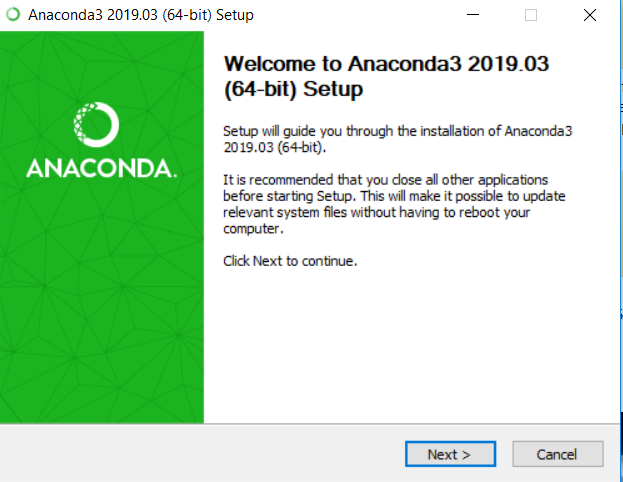 Anaconda3 2019.03 (64-bit) Setup
Welcome to Anaconda3 2019.03
(64-bit) Setup
ANACONDA.
Setup will guide you through the installation of Anaconda3
2019.03 (64-bit).
It is recommended that you close all other applications
before starting Setup. This will make it possible to update
relevant system files without having to reboot your
computer.
Click Next to continue.
Next >
Cancel